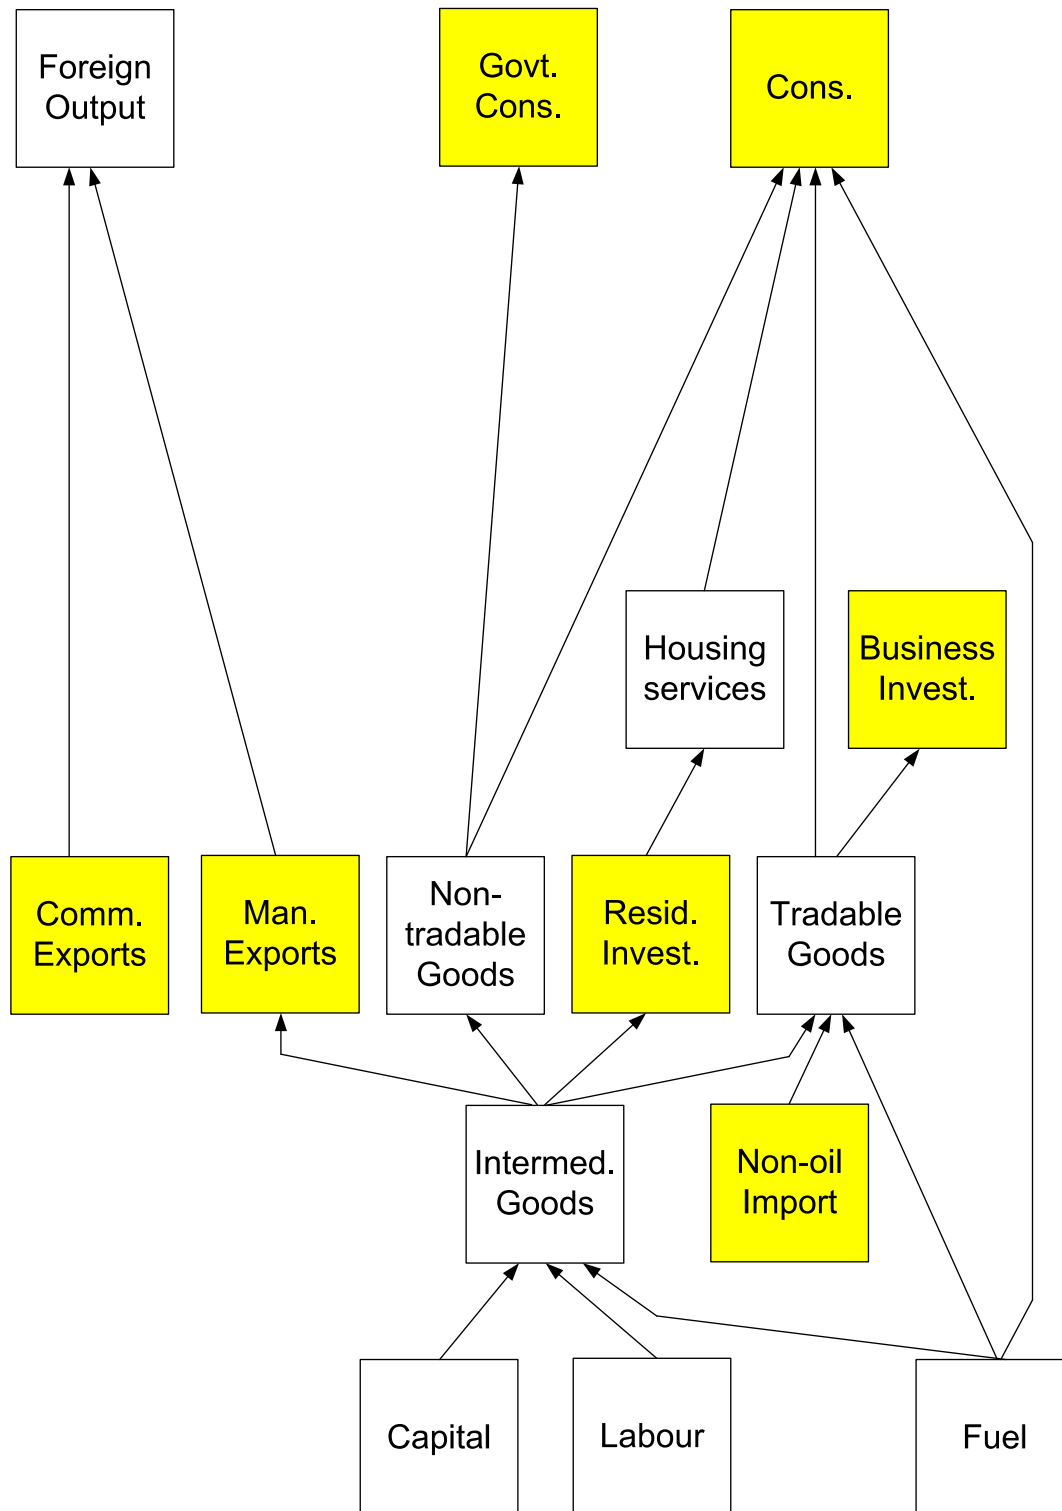 Foreign
Output
Govt.
Cons.
Cons.
Housing
services
Business
Invest.
Comm.
Exports
Man.
Exports
Non-
tradable
Goods
Resid.
Invest.
Tradable
Goods
Intermed.
Goods
Non-oil
Import
Capital
Labour
Fuel